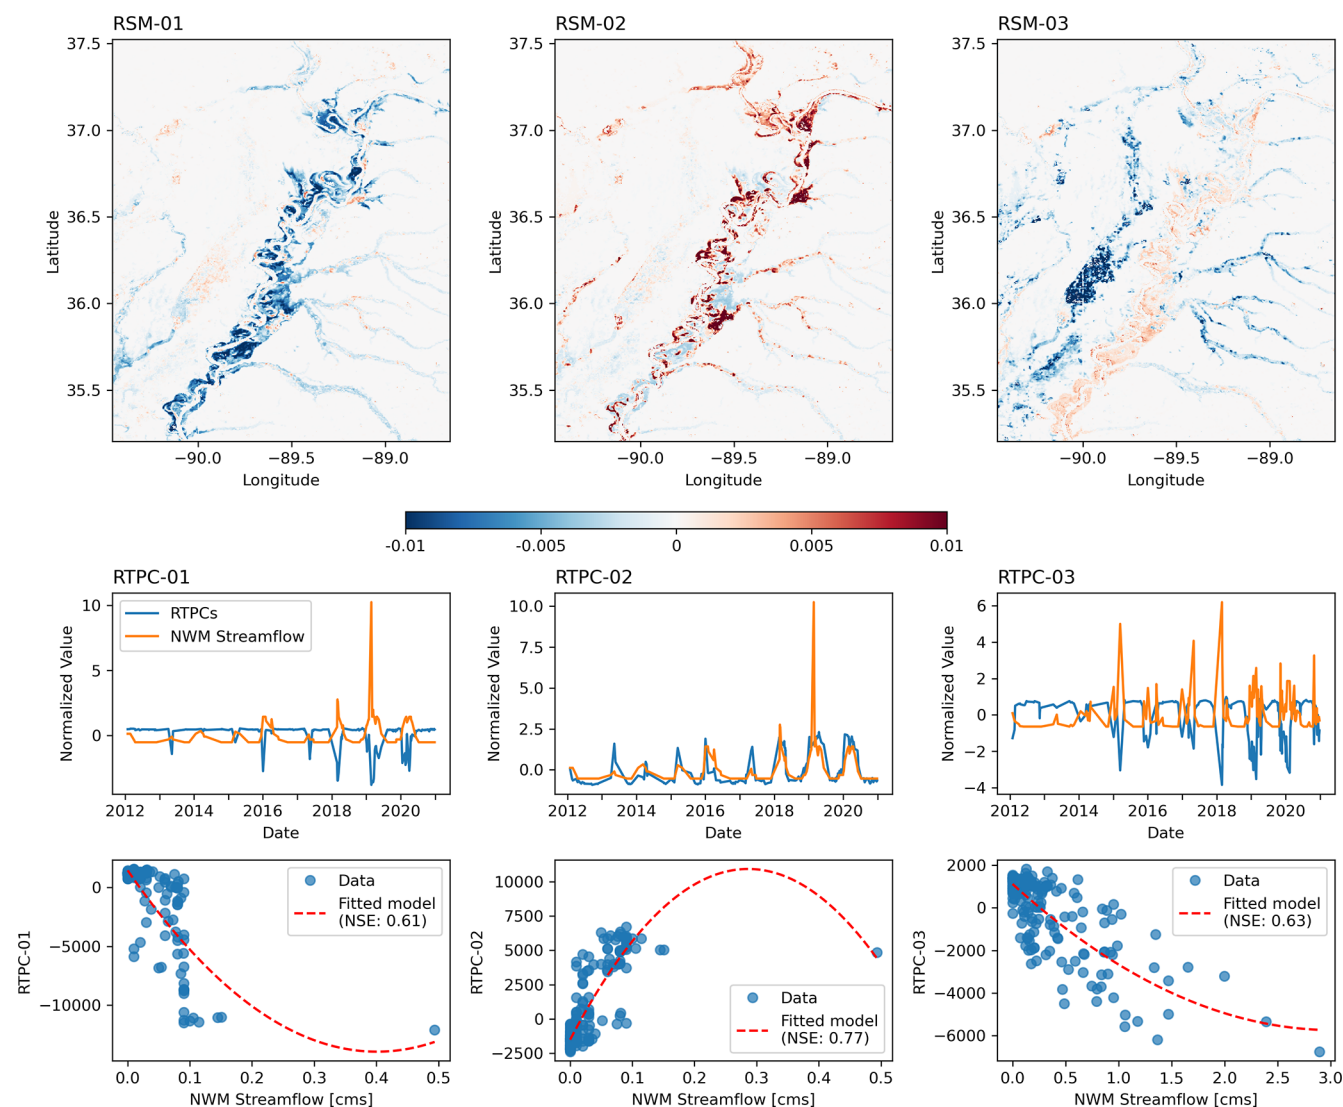 RSM-01
RSM-02
RSM-03
37.5
37.0
36.5
36.0
35.5
Latitude
−90.0
−89.5
−89.0
Longitude
37.5
37.0
36.5
36.0
35.5
Latitude
−90.0
−89.5
−89.0
Longitude
37.5
37.0
36.5
36.0
35.5
Latitude
−90.0
−89.5
−89.0
Longitude
-0.01
-0.005
0
0.005
0.01
RTPC-01
10
5
0
Normalized Value
RTPCs
NWM Streamflow
2012
2014
2016
2018
2020
Date
RTPC-02
10.0
7.5
5.0
2.5
0.0
Normalized Value
2012
2014
2016
2018
2020
Date
RTPC-03
6
4
2
0
−2
−4
Normalized Value
2012
2014
2016
2018
2020
Date
0
−5000
−10000
RTPC-01
Data
Fitted model
(NSE: 0.61)
0.0
0.1
0.2
0.3
0.4
0.5
NWM Streamflow [cms]
10000
7500
5000
2500
0
−2500
RTPC-02
Data
Fitted model
(NSE: 0.77)
0.0
0.1
0.2
0.3
0.4
0.5
NWM Streamflow [cms]
2000
0
−2000
−4000
−6000
RTPC-03
Data
Fitted model
(NSE: 0.63)
0.0
0.5
1.0
1.5
2.0
2.5
3.0
NWM Streamflow [cms]